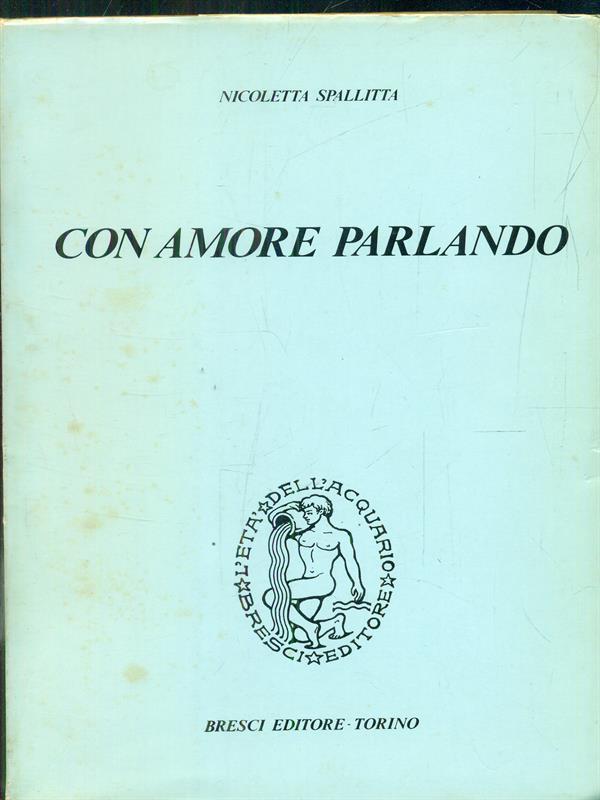 NICOLETTA SPALLITTA
CON AMORE PARLANDO
L'ETA' ★ DELL'ACQUARIO ★
★ BRESCI ★ EDITORE
BRESCI EDITORE - TORINO